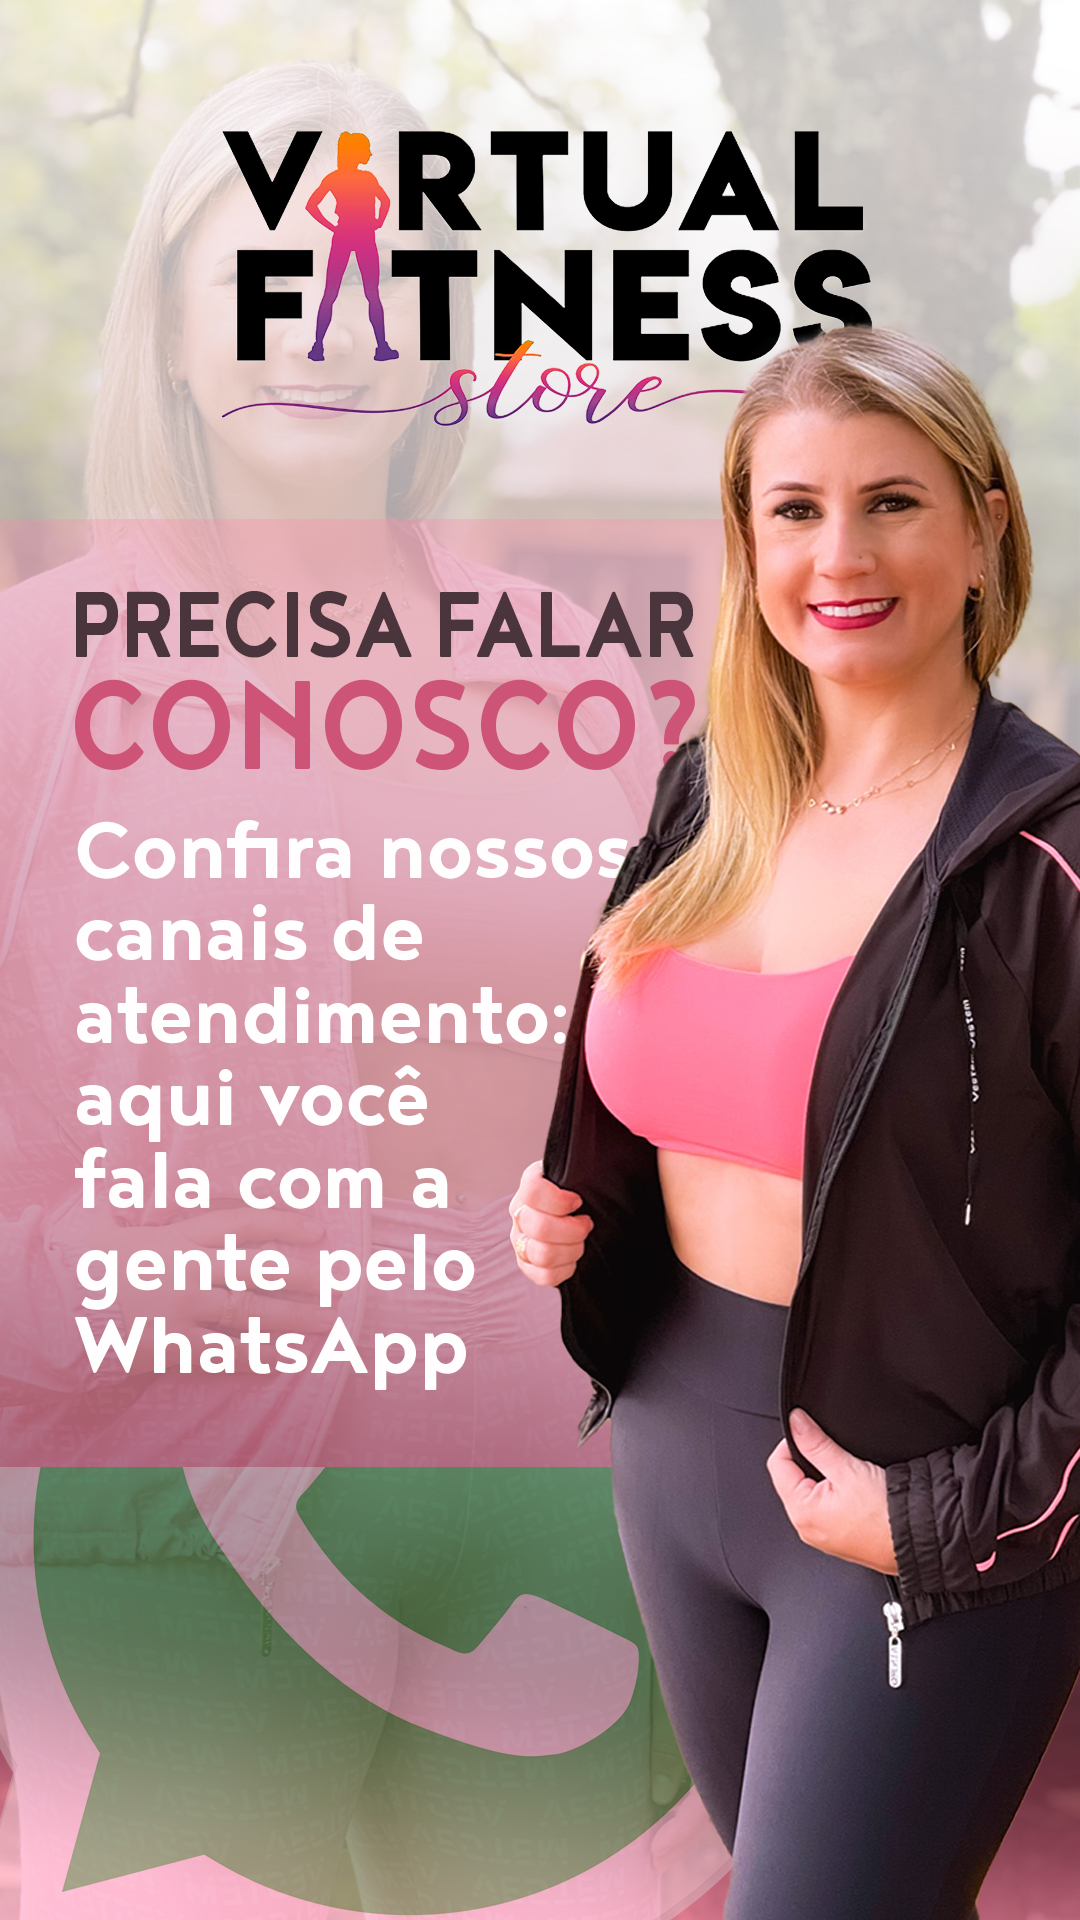 VIRTUAL
FITNESS
store
PRECISA FALAR
CONOSCO?
Confira nossos
canais de
atendimento:
aqui você
fala com a
gente pelo
WhatsApp